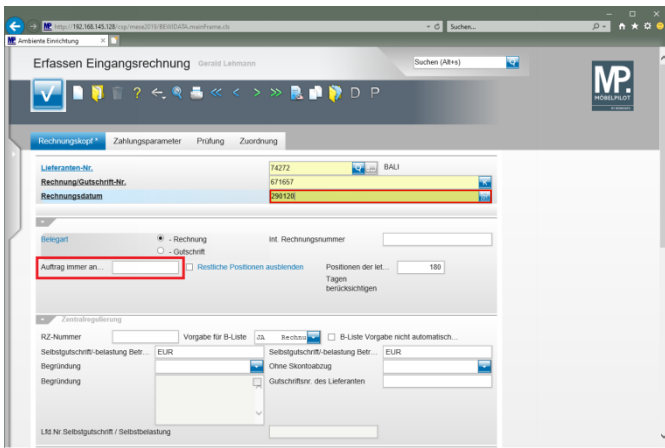 http://192.168.145.128/csp/mesa2019/BEWIDATA.mainFrame.cls
Suchen...
Ambiente Einrichtung
Erfassen Eingangsrechnung Gerald Lehmann
Suchen (Alt+s)
MP.
MÖBELPILOT
D P
Rechnungskopf * Zahlungsparameter Prüfung Zuordnung
Lieferanten-Nr. 74272 BALI
Rechnung/Gutschrift-Nr. 671657
Rechnungsdatum 290120
Belegart - Rechnung Int. Rechnungsnummer
- Gutschrift
Auftrag immer an... Restliche Positionen ausblenden Positionen der let... 180
Tagen
berücksichtigen
Zentralregulierung
RZ-Nummer Vorgabe für B-Liste JA Rechnu B-Liste Vorgabe nicht automatisch...
Selbstgutschrift/-belastung Betr... EUR Selbstgutschrift/-belastung Betr... EUR
Begründung Ohne Skontoabzug
Begründung Gutschriftsnr. des Lieferanten
Lfd.Nr.Selbstgutschrift / Selbstbelastung